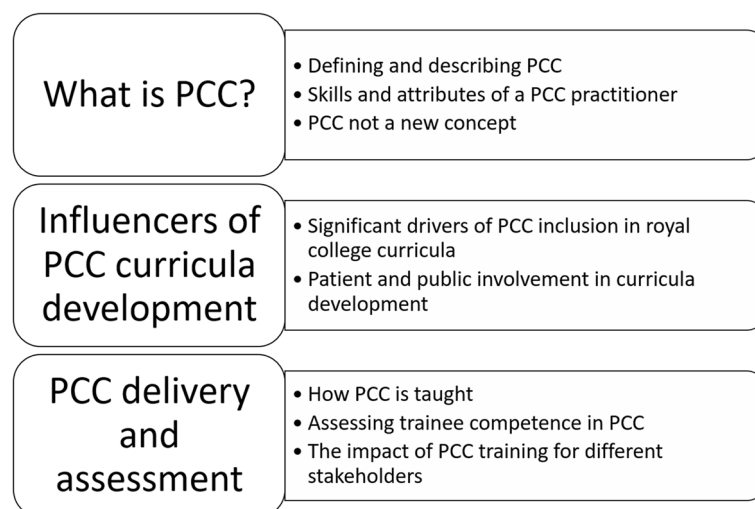 What is PCC?
• Defining and describing PCC
• Skills and attributes of a PCC practitioner
• PCC not a new concept
Influencers of
PCC curricula
development
• Significant drivers of PCC inclusion in royal
college curricula
• Patient and public involvement in curricula
development
PCC delivery
and
assessment
• How PCC is taught
• Assessing trainee competence in PCC
• The impact of PCC training for different
stakeholders